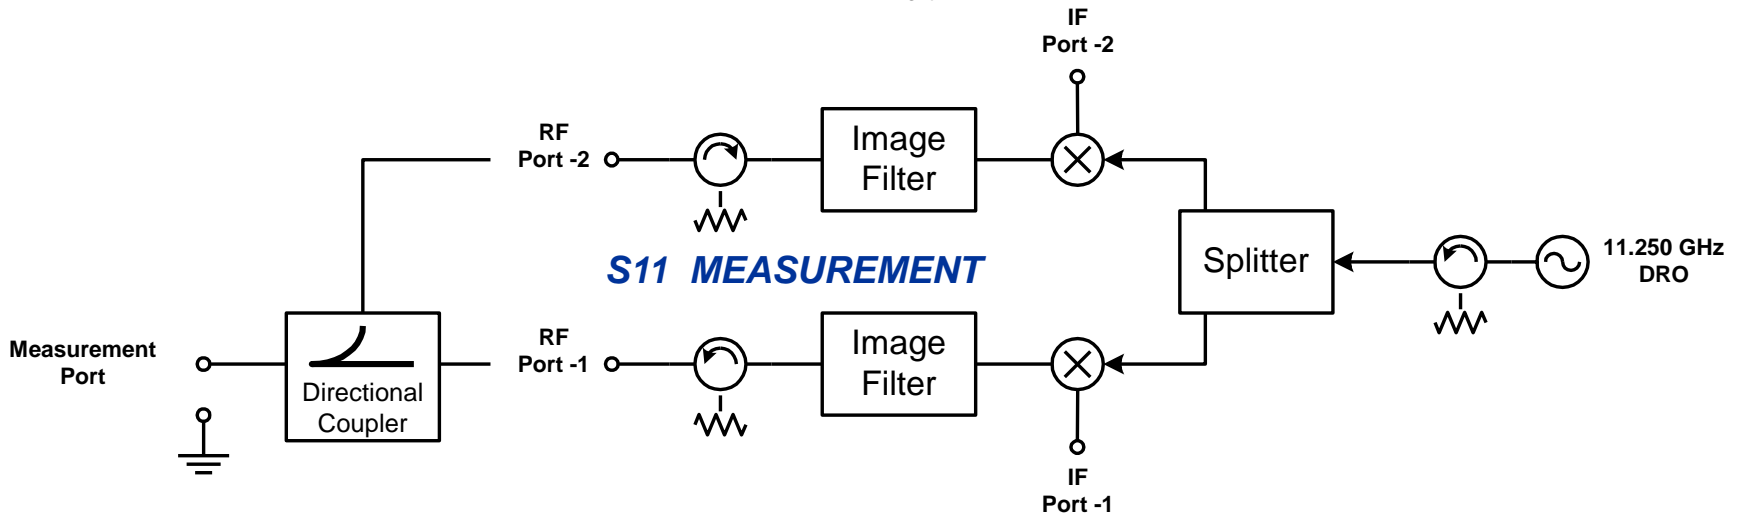 IF
Port -2
RF
Port -2
Image
Filter
S11 MEASUREMENT
Splitter
11.250 GHz
DRO
Measurement
Port
Directional
Coupler
RF
Port -1
Image
Filter
IF
Port -1